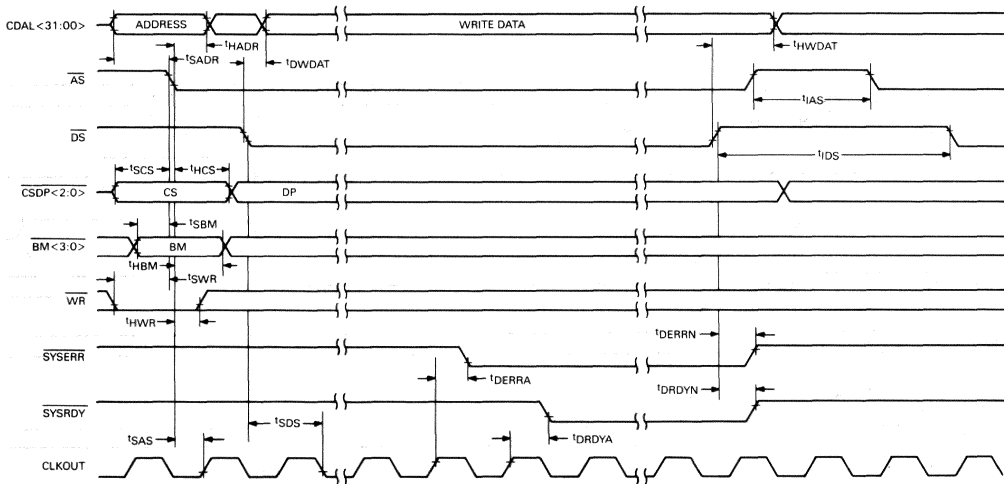 CDAL<31:00>
ADDRESS
WRITE DATA
tHADR
tHWDAT
tSADR
tDWDAT
AS
tIAS
DS
tIDS
tSCS
tHCS
CSDP<2:0>
CS
DP
tSBM
BM<3:0>
BM
tHBM
tSWR
WR
tHWR
tDERRN
SYSERR
tDERRA
tDRDYN
SYSRDY
tSDS
tDRDYA
tSAS
CLKOUT